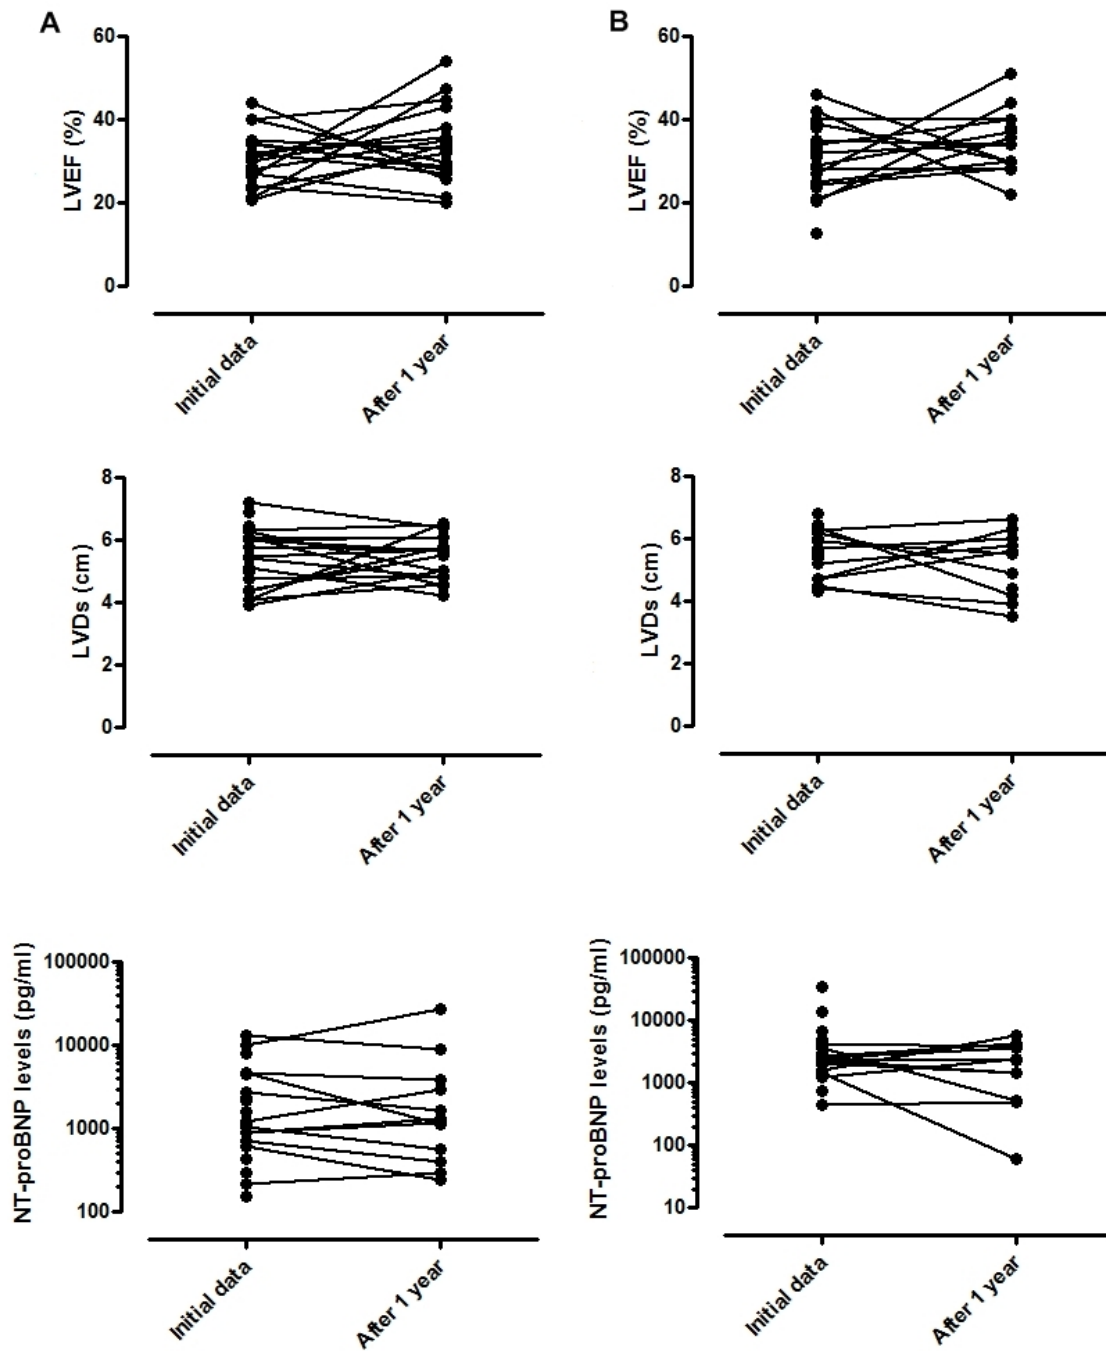 A
B
LVEF (%)
60
40
20
0
Initial data
After 1 year
LVEF (%)
60
40
20
0
Initial data
After 1 year
LVDs (cm)
8
6
4
2
0
Initial data
After 1 year
LVDs (cm)
8
6
4
2
0
Initial data
After 1 year
NT-proBNP levels (pg/ml)
100000
10000
1000
100
Initial data
After 1 year
NT-proBNP levels (pg/ml)
100000
10000
1000
100
10
Initial data
After 1 year